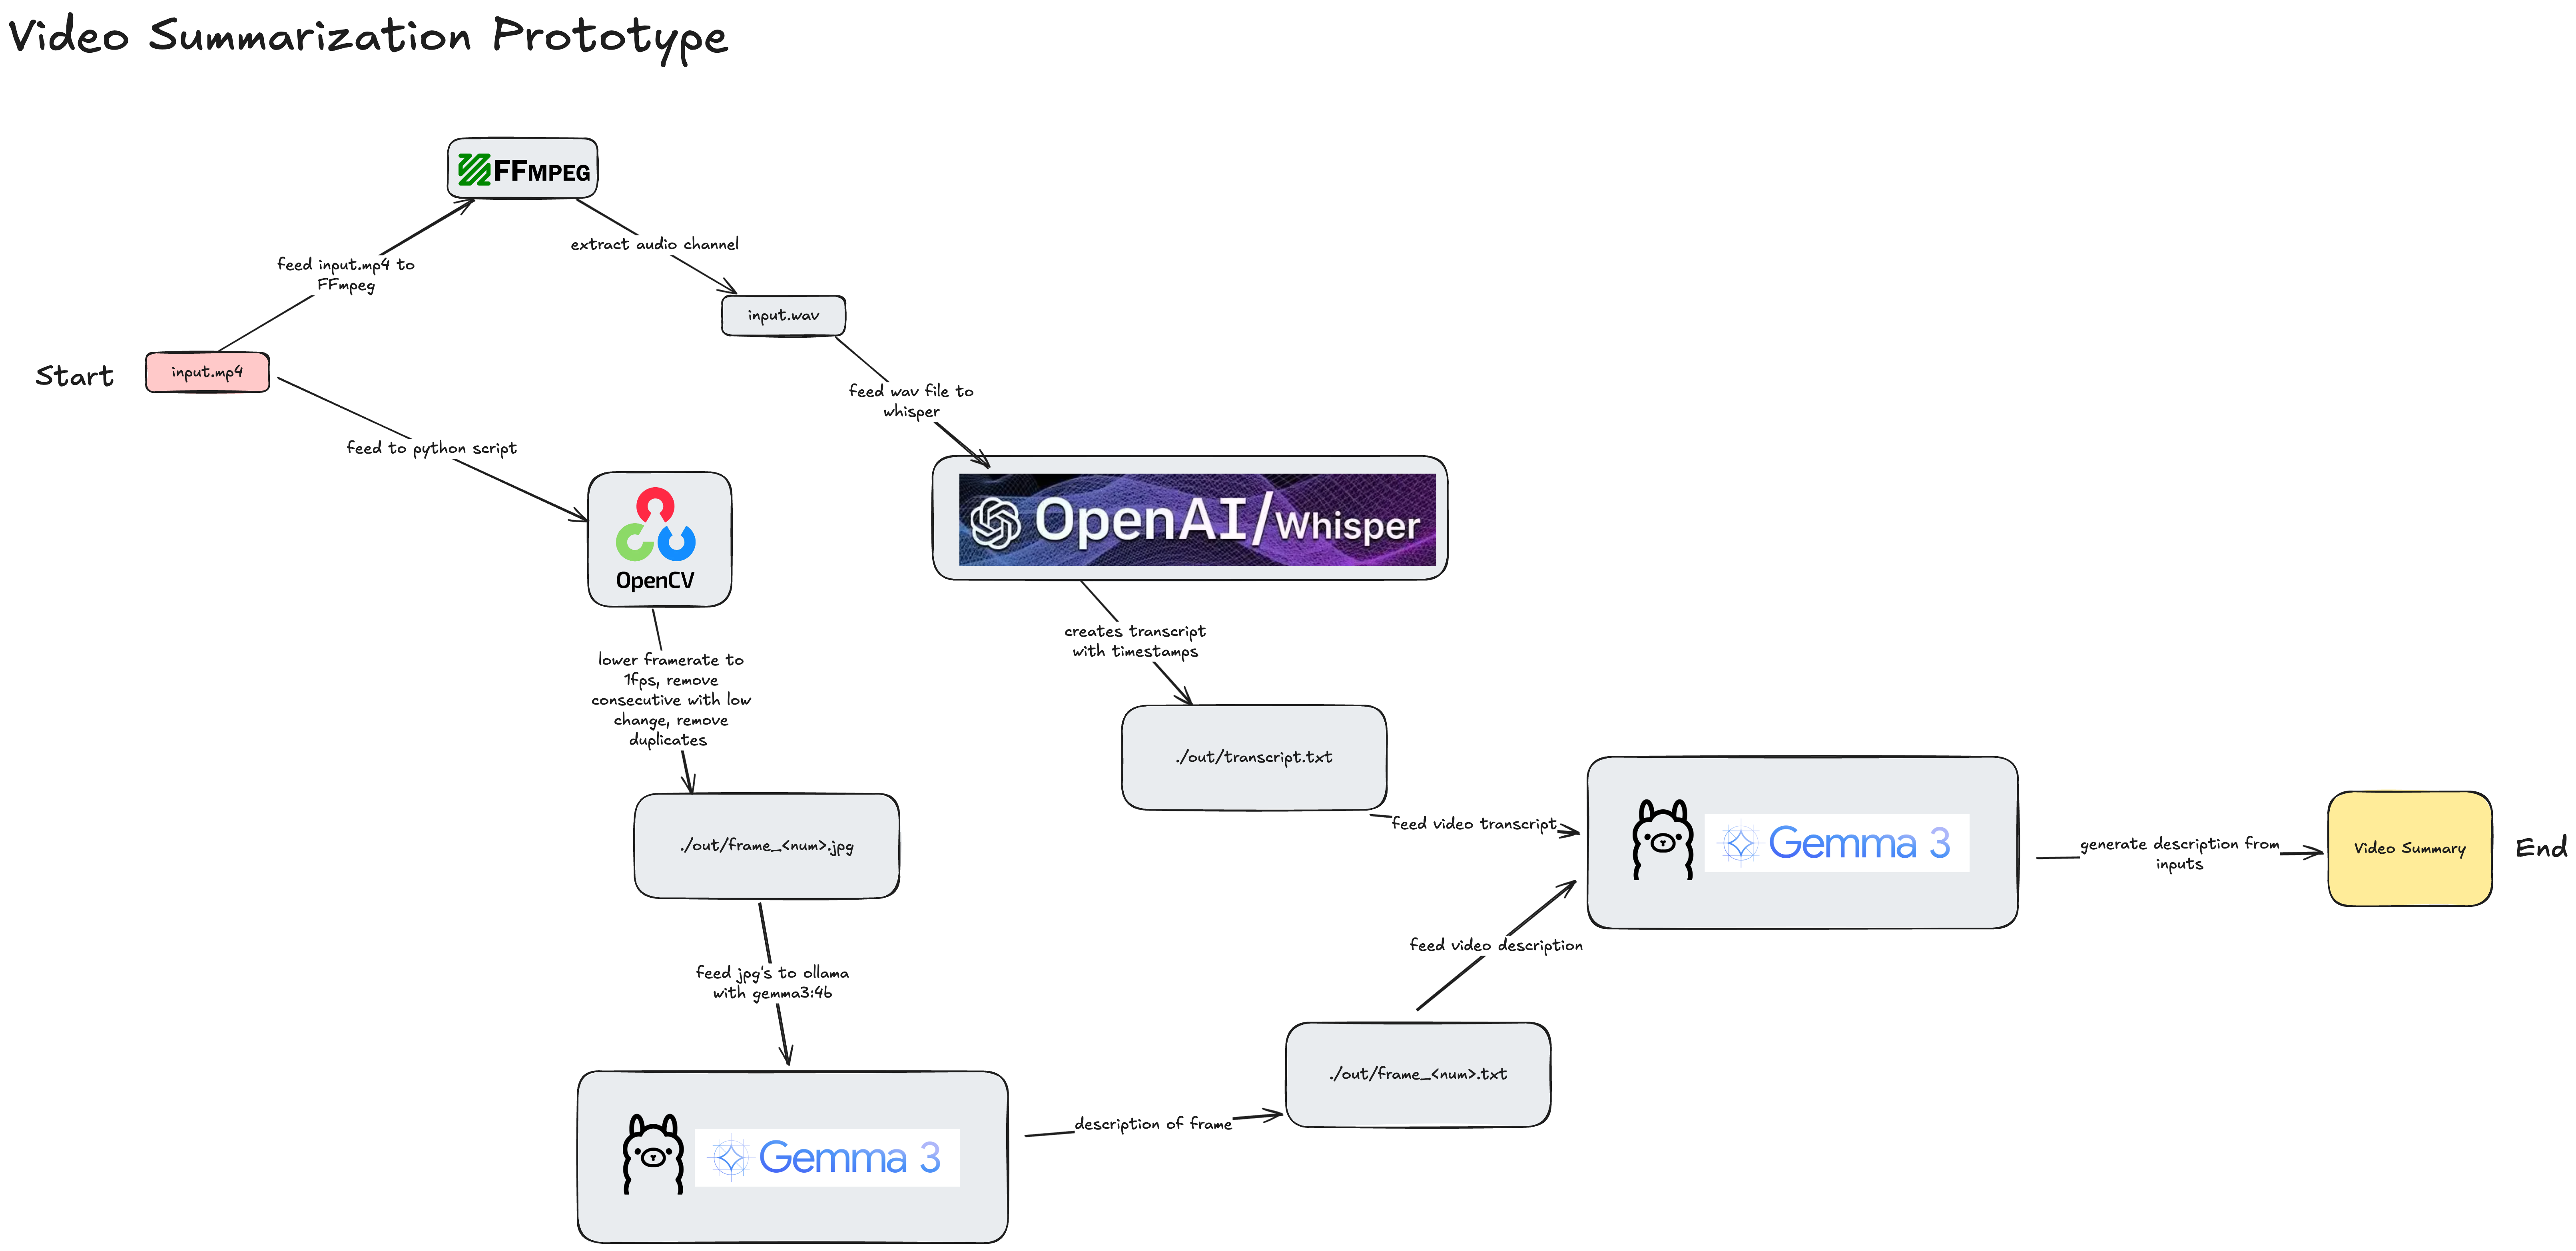 Video Summarization Prototype
FFMPEG
feed input.mp4 to
FFmpeg
extract audio channel
input.wav
Start
input.mp4
feed wav file to
whisper
feed to python script
OpenCV
OpenAI/Whisper
lower framerate to
1fps, remove
consecutive with low
change, remove
duplicates
creates transcript
with timestamps
./out/transcript.txt
./out/frame_<num>.jpg
feed video transcript
Gemma 3
generate description from
inputs
Video Summary
End
feed video description
feed jpg's to ollama
with gemma3:4b
./out/frame_<num>.txt
description of frame
Gemma 3